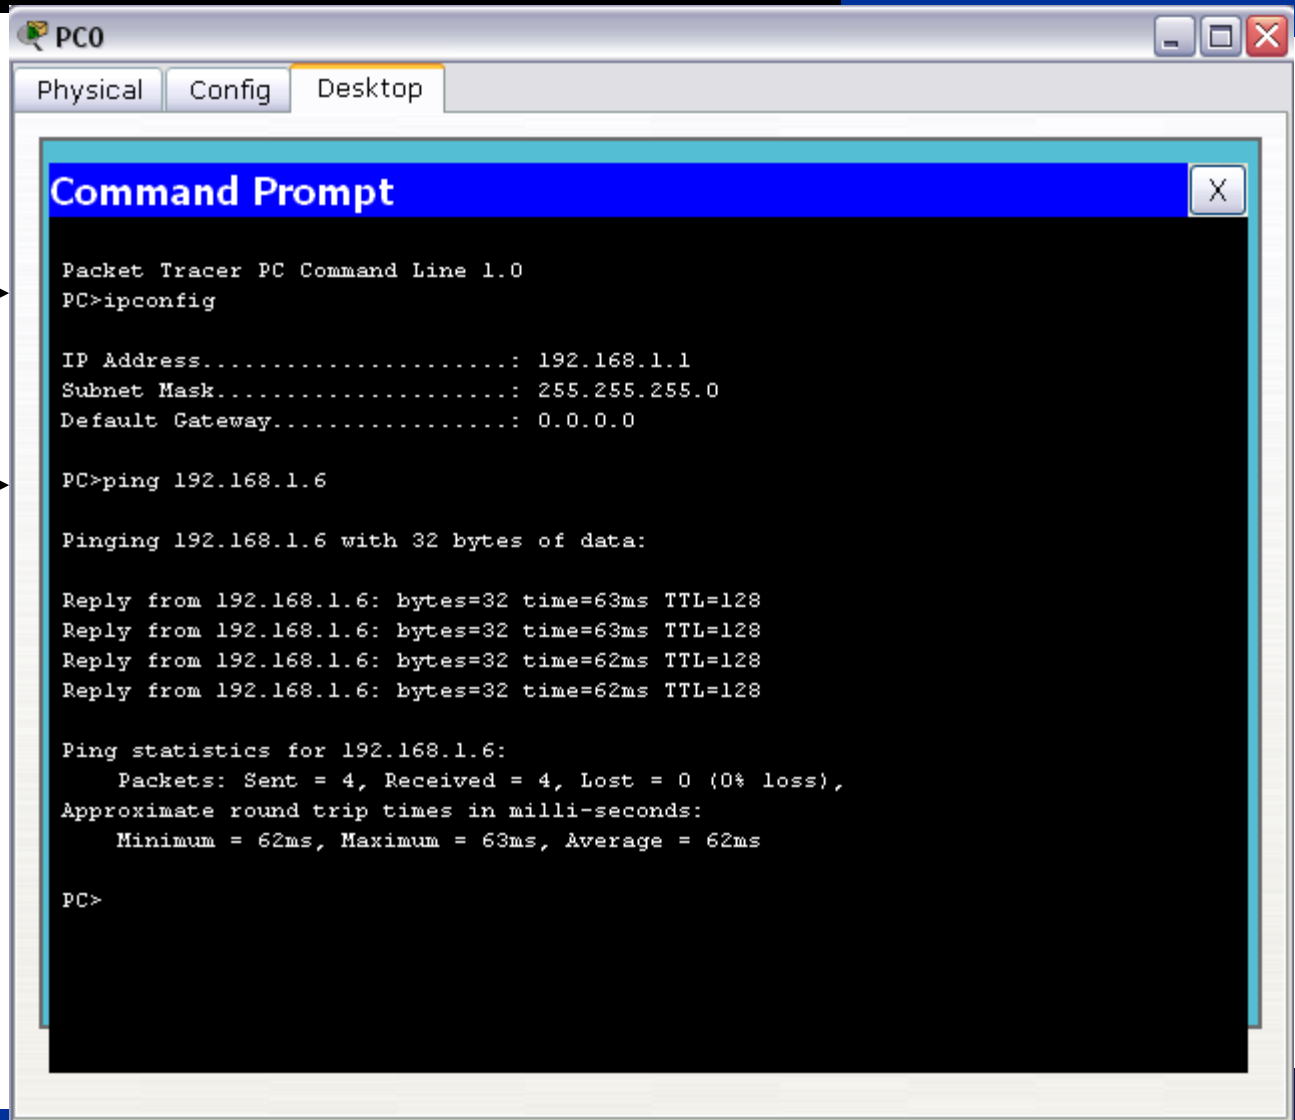 PC0
Physical Config Desktop
Command Prompt X
Packet Tracer PC Command Line 1.0
PC>ipconfig
IP Address......................: 192.168.1.1
Subnet Mask.....................: 255.255.255.0
Default Gateway.................: 0.0.0.0
PC>ping 192.168.1.6
Pinging 192.168.1.6 with 32 bytes of data:
Reply from 192.168.1.6: bytes=32 time=63ms TTL=128
Reply from 192.168.1.6: bytes=32 time=63ms TTL=128
Reply from 192.168.1.6: bytes=32 time=62ms TTL=128
Reply from 192.168.1.6: bytes=32 time=62ms TTL=128
Ping statistics for 192.168.1.6:
    Packets: Sent = 4, Received = 4, Lost = 0 (0% loss),
Approximate round trip times in milli-seconds:
    Minimum = 62ms, Maximum = 63ms, Average = 62ms
PC>